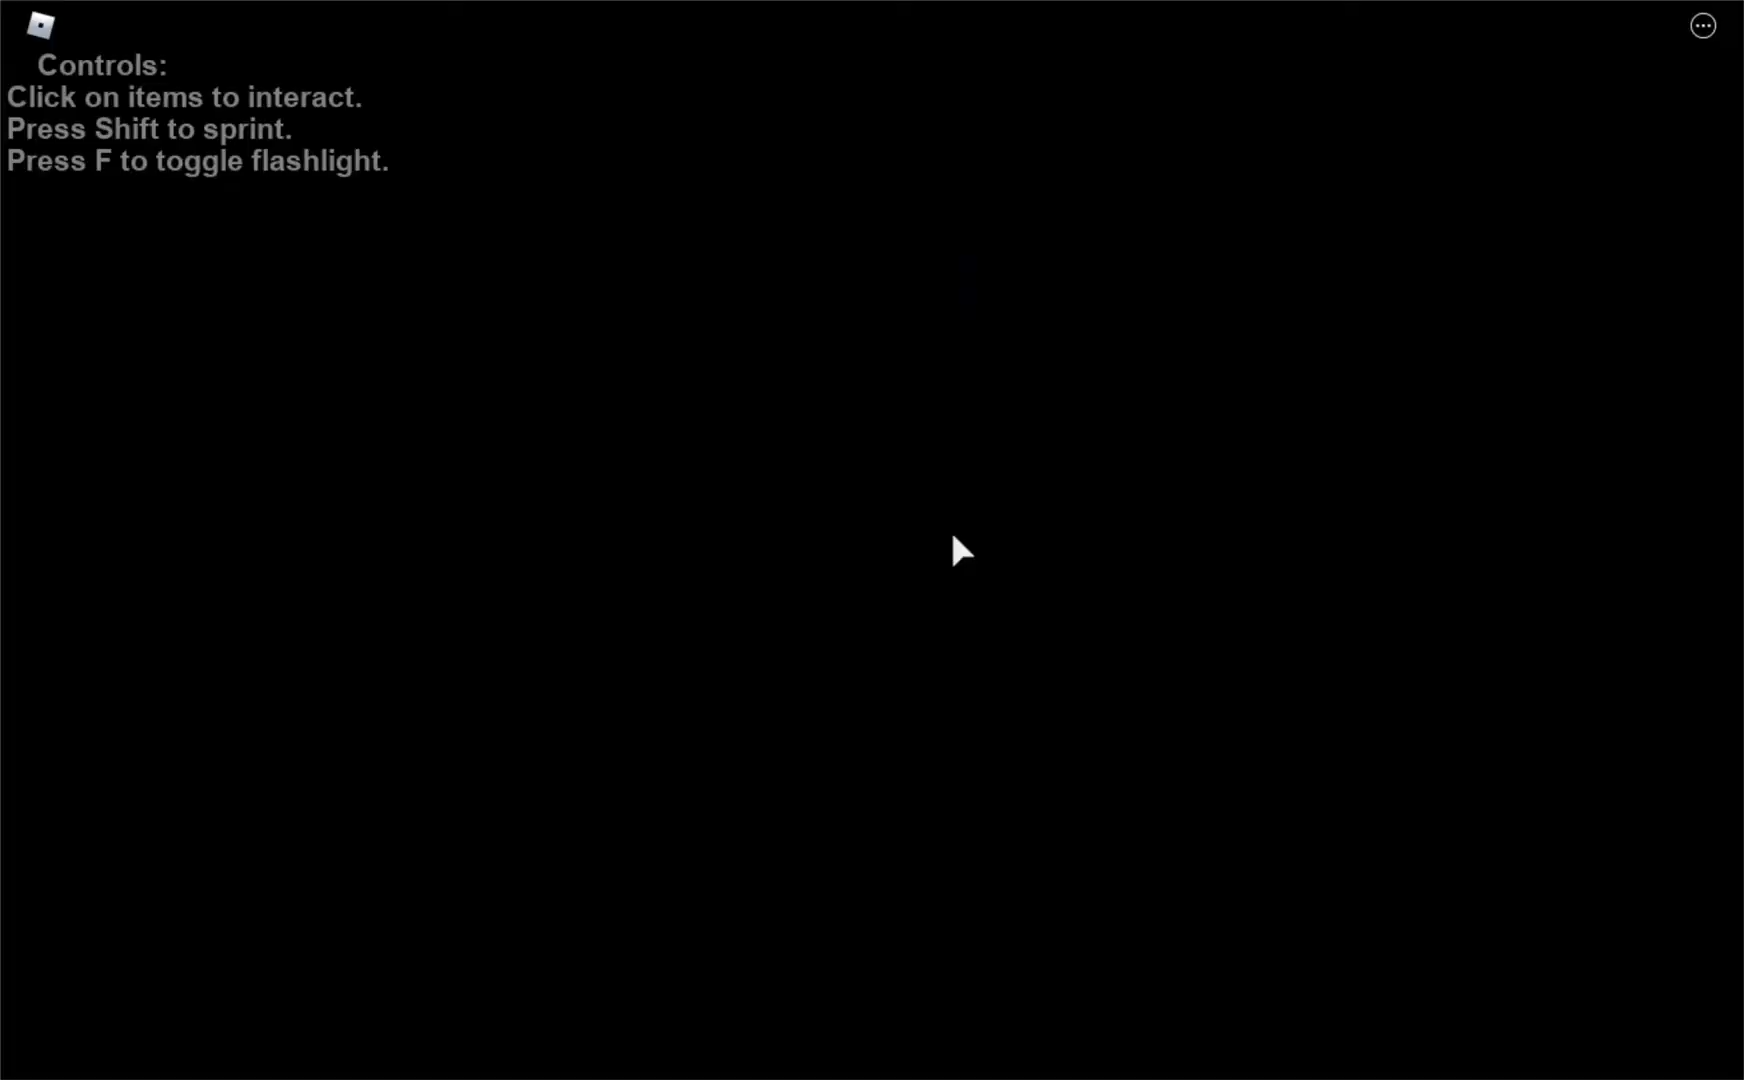 Controls:
Click on items to interact.
Press Shift to sprint.
Press F to toggle flashlight.